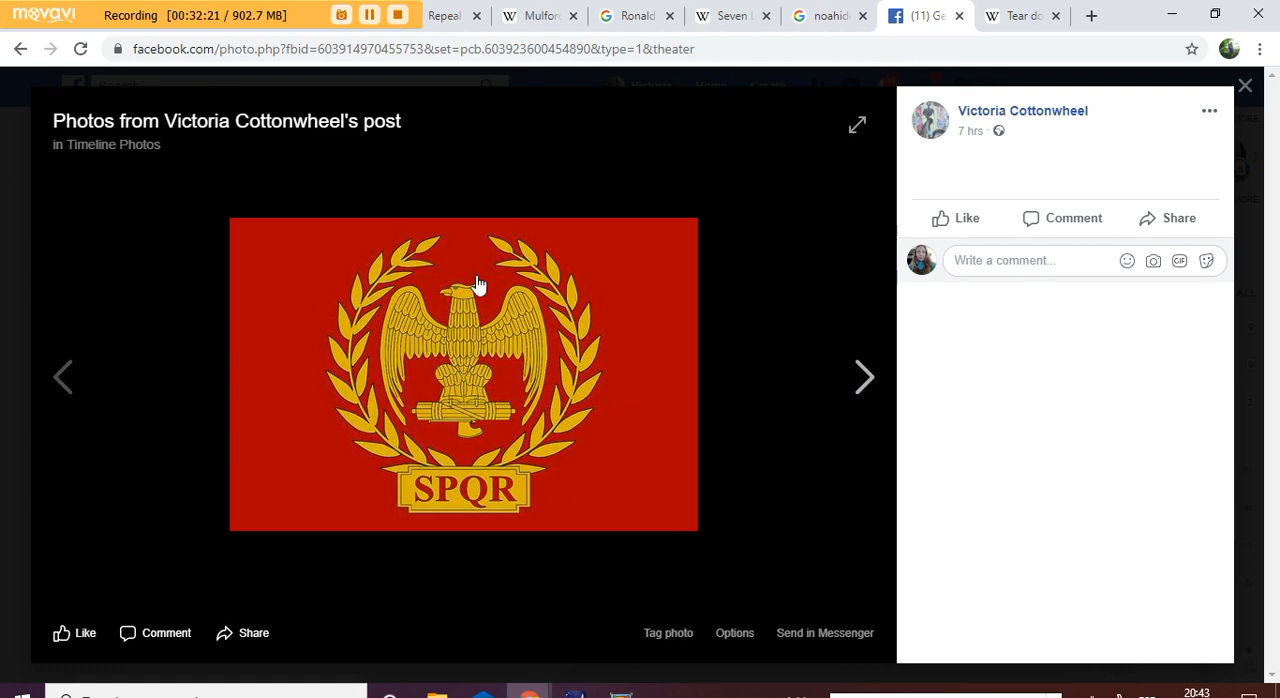 movavi Recording [00:32:21 / 902.7 MB]
Repeal
Mulford
Ronald
Seven L
noahid
(11) Ge
Tear do
facebook.com/photo.php?fbid=603914970455753&set=pcb.603923600454890&type=1&theater
Photos from Victoria Cottonwheel's post
in Timeline Photos
Victoria Cottonwheel
7 hrs
Like Comment Share
Write a comment...
GIF
SPQR
Like Comment Share
Tag photo Options Send in Messenger
20:43